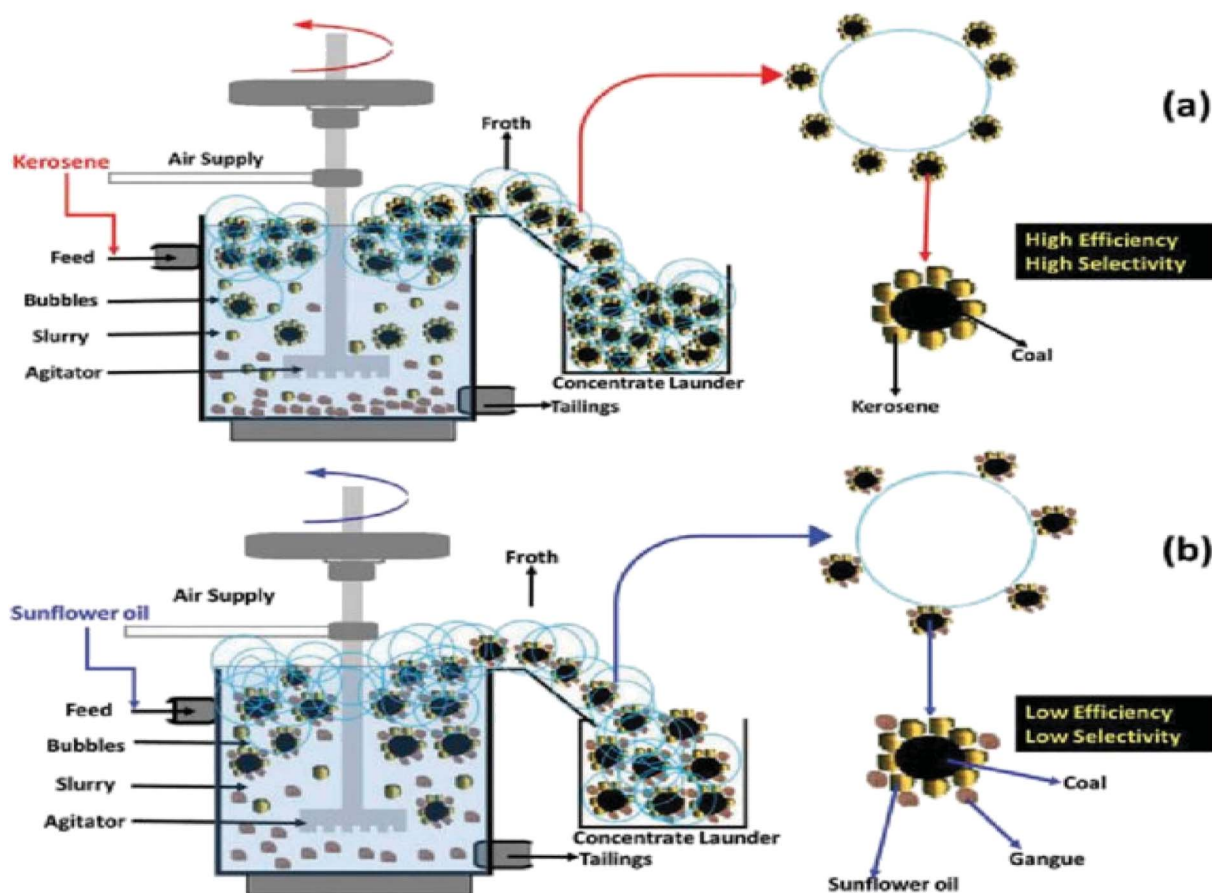 Froth
(a)
Air Supply
Kerosene
Feed
High Efficiency
High Selectivity
Bubbles
Slurry
Agitator
Coal
Concentrate Launder
Tailings
Kerosene
Froth
(b)
Air Supply
Sunflower oil
Feed
Low Efficiency
Low Selectivity
Bubbles
Slurry
Coal
Agitator
Concentrate Launder
Tailings
Gangue
Sunflower oil